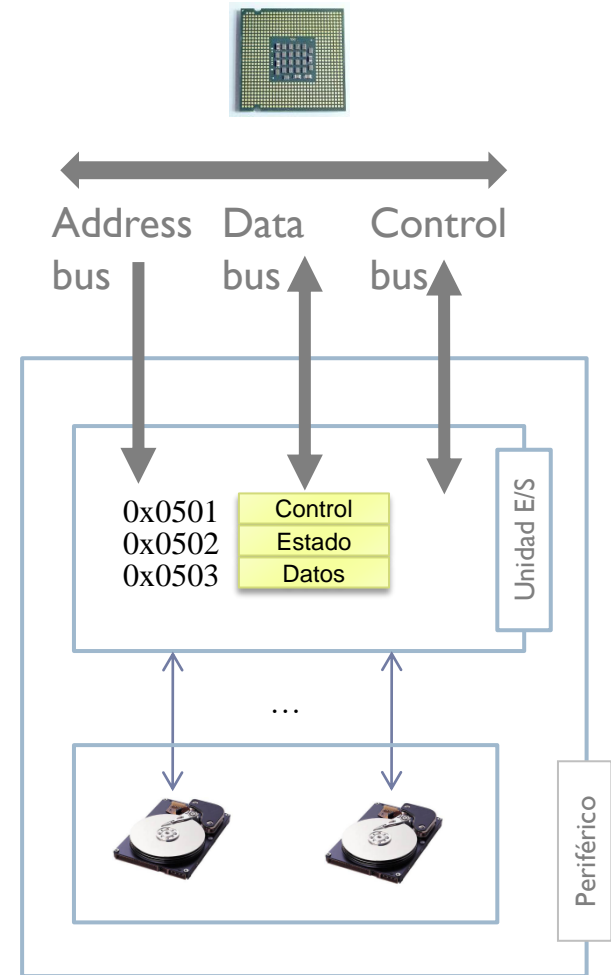 Address
bus
Data
bus
Control
bus
0x0501
Control
0x0502
Estado
0x0503
Datos
Unidad E/S
...
Periférico